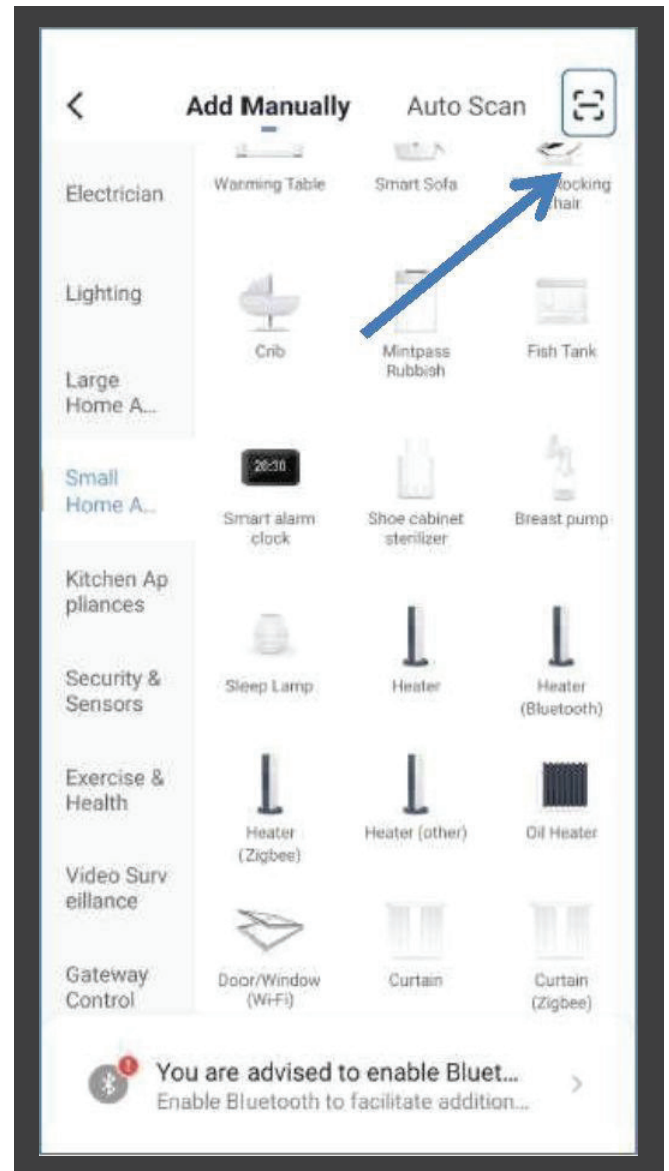 Add Manually
Auto Scan
Electrician
Lighting
Large
Home A...
Small
Home A...
Kitchen Ap
pliances
Security &
Sensors
Exercise &
Health
Video Surv
eillance
Gateway
Control
Warming Table
Smart Sofa
Rocking
hair
Crib
Mintpass
Rubbish
Fish Tank
20:30
Smart alarm
clock
Shoe cabinet
sterilizer
Breast pump
Sleep Lamp
Heater
Heater
(Bluetooth)
Heater
(Zigbee)
Heater (other)
Oil Heater
Door/Window
(Wi-Fi)
Curtain
Curtain
(Zigbee)
You are advised to enable Bluet...
Enable Bluetooth to facilitate addition...